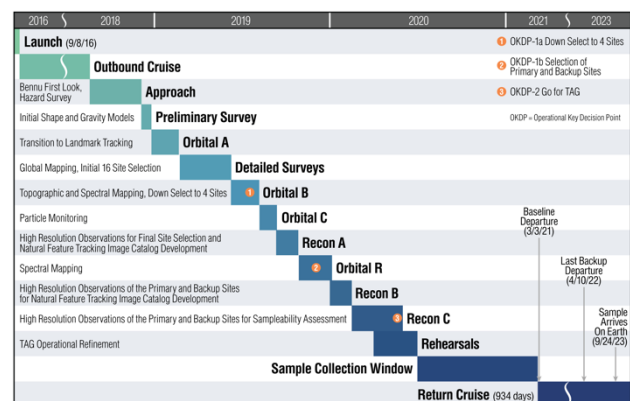 2016 2018 2019 2020 2021 2023
Launch (9/8/16)
1 OKDP-1a Down Select to 4 Sites
Outbound Cruise
2 OKDP-1b Selection of
Primary and Backup Sites
Bennu First Look,
Hazard Survey
Approach
3 OKDP-2 Go for TAG
Initial Shape and Gravity Models
Preliminary Survey
OKDP = Operational Key Decision Point
Transition to Landmark Tracking
Orbital A
Global Mapping, Initial 16 Site Selection
Detailed Surveys
Topographic and Spectral Mapping, Down Select to 4 Sites
1
Orbital B
Particle Monitoring
Orbital C
Baseline
Departure
(3/3/21)
High Resolution Observations for Final Site Selection and
Natural Feature Tracking Image Catalog Development
Recon A
Spectral Mapping
2
Orbital R
Last Backup
Departure
(4/10/22)
High Resolution Observations of the Primary and Backup Sites
for Natural Feature Tracking Image Catalog Development
Recon B
High Resolution Observations of the Primary and Backup Sites for Sampleability Assessment
3
Recon C
Sample
Arrives
On Earth
(9/24/23)
TAG Operational Refinement
Rehearsals
Sample Collection Window
Return Cruise (934 days)